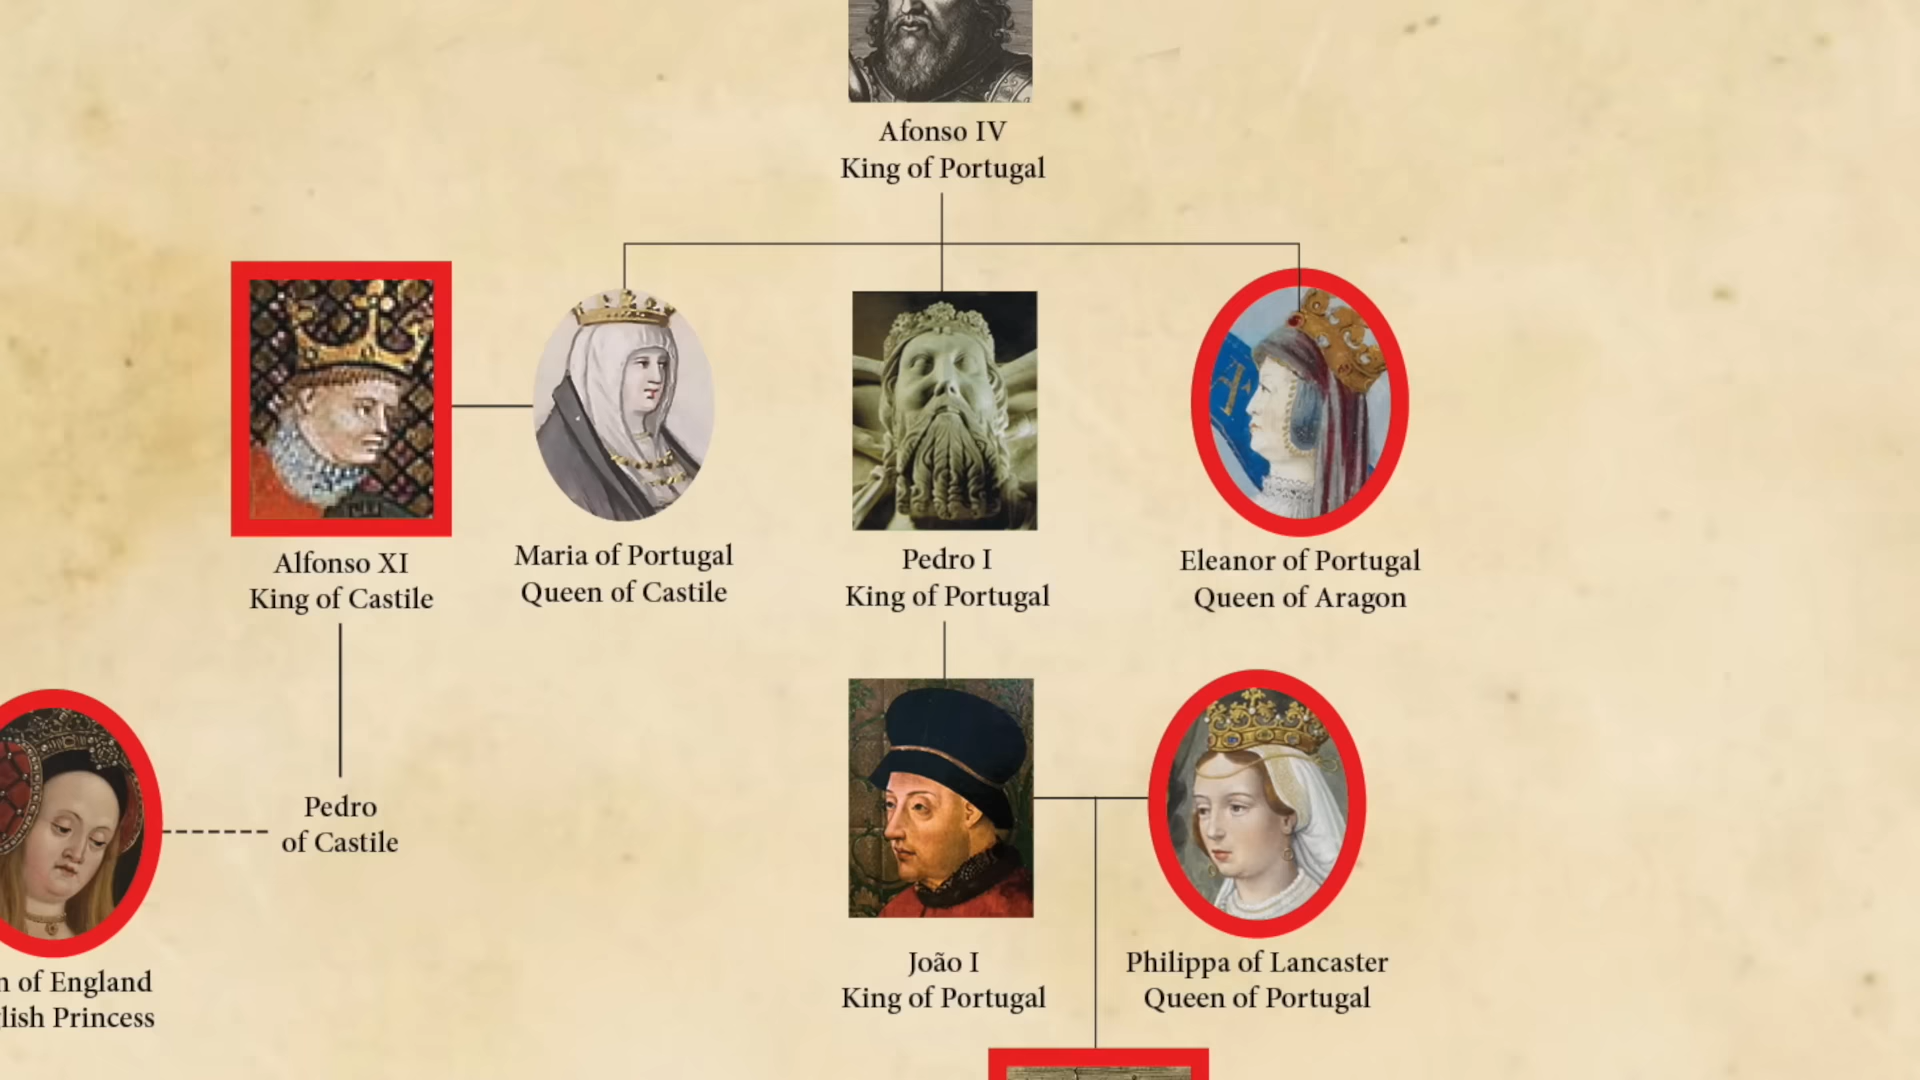 Afonso IV
King of Portugal
Alfonso XI
King of Castile
Maria of Portugal
Queen of Castile
Pedro I
King of Portugal
Eleanor of Portugal
Queen of Aragon
Pedro
of Castile
of England
Princess
João I
King of Portugal
Philippa of Lancaster
Queen of Portugal